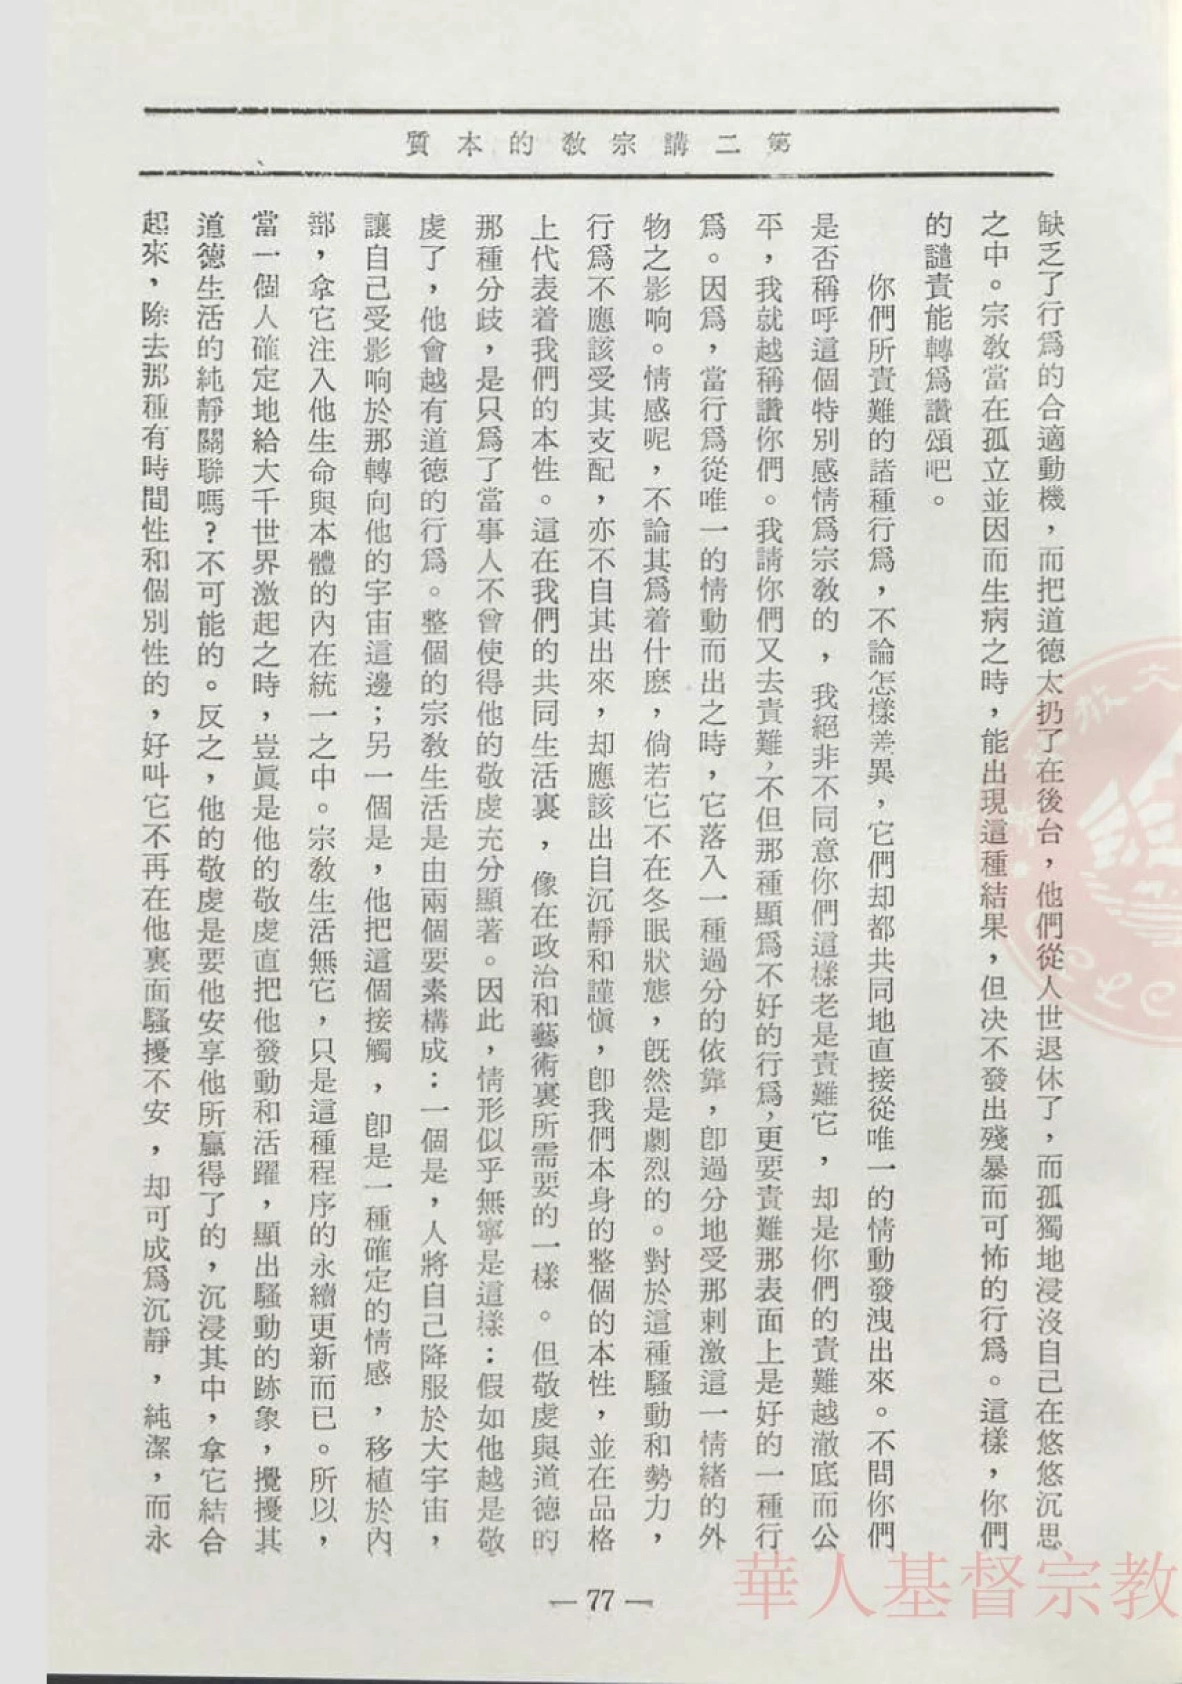 第二講宗教的本質
缺乏了行爲的合適動機，而把道德太扔了在後台，他們從人世退休了，而孤獨地浸沒自己在悠悠沉思
之中。宗教當在孤立並因而生病之時，能出現這種結果，但决不發出殘暴而可怖的行爲。這樣，你們
的譴責能轉爲讚頌吧。
你們所責難的諸種行爲，不論怎樣差異，它們却都共同地直接從唯一的情動發洩出來。不問你們
是否稱呼這個特別感情爲宗教的，我絕非不同意你們這樣老是責難它，却是你們的責難越澈底而公
平，我就越稱讚你們。我請你們又去責難，不但那種顯爲不好的行爲，更要責難那表面上是好的一種行
爲。因爲，當行爲從唯一的情動而出之時，它落入一種過分的依靠，卽過分地受那刺激這一情緒的外
物之影响。情感呢，不論其爲着什麽，倘若它不在冬眠狀態，旣然是劇烈的。對於這種騷動和勢力，
行爲不應該受其支配，亦不自其出來，却應該出自沉靜和謹愼，卽我們本身的整個的本性，並在品格
上代表着我們的本性。這在我們的共同生活裏，像在政治和藝術裏所需要的一樣。但敬虔與道德的
那種分歧，是只爲了當事人不曾使得他的敬虔充分顯著。因此，情形似乎無寧是這樣：假如他越是敬
虔了，他會越有道德的行爲。整個的宗教生活是由兩個要素構成：一個是，人將自己降服於大宇宙，
讓自己受影响於那轉向他的宇宙這邊；另一個是，他把這個接觸，卽是一種確定的情感，移植於內
部，拿它注入他生命與本體的內在統一之中。宗教生活無它，只是這種程序的永續更新而已。所以，
當一個人確定地給大千世界激起之時，豈眞是他的敬虔直把他發動和活躍，顯出騷動的跡象，攪擾其
道德生活的純靜關聯嗎？不可能的。反之，他的敬虔是要他安享他所贏得了的，沉浸其中，拿它結合
起來，除去那種有時間性和個別性的，好叫它不再在他裏面騷擾不安，却可成爲沉靜，純潔，而永
— 77 —
華人基督宗教